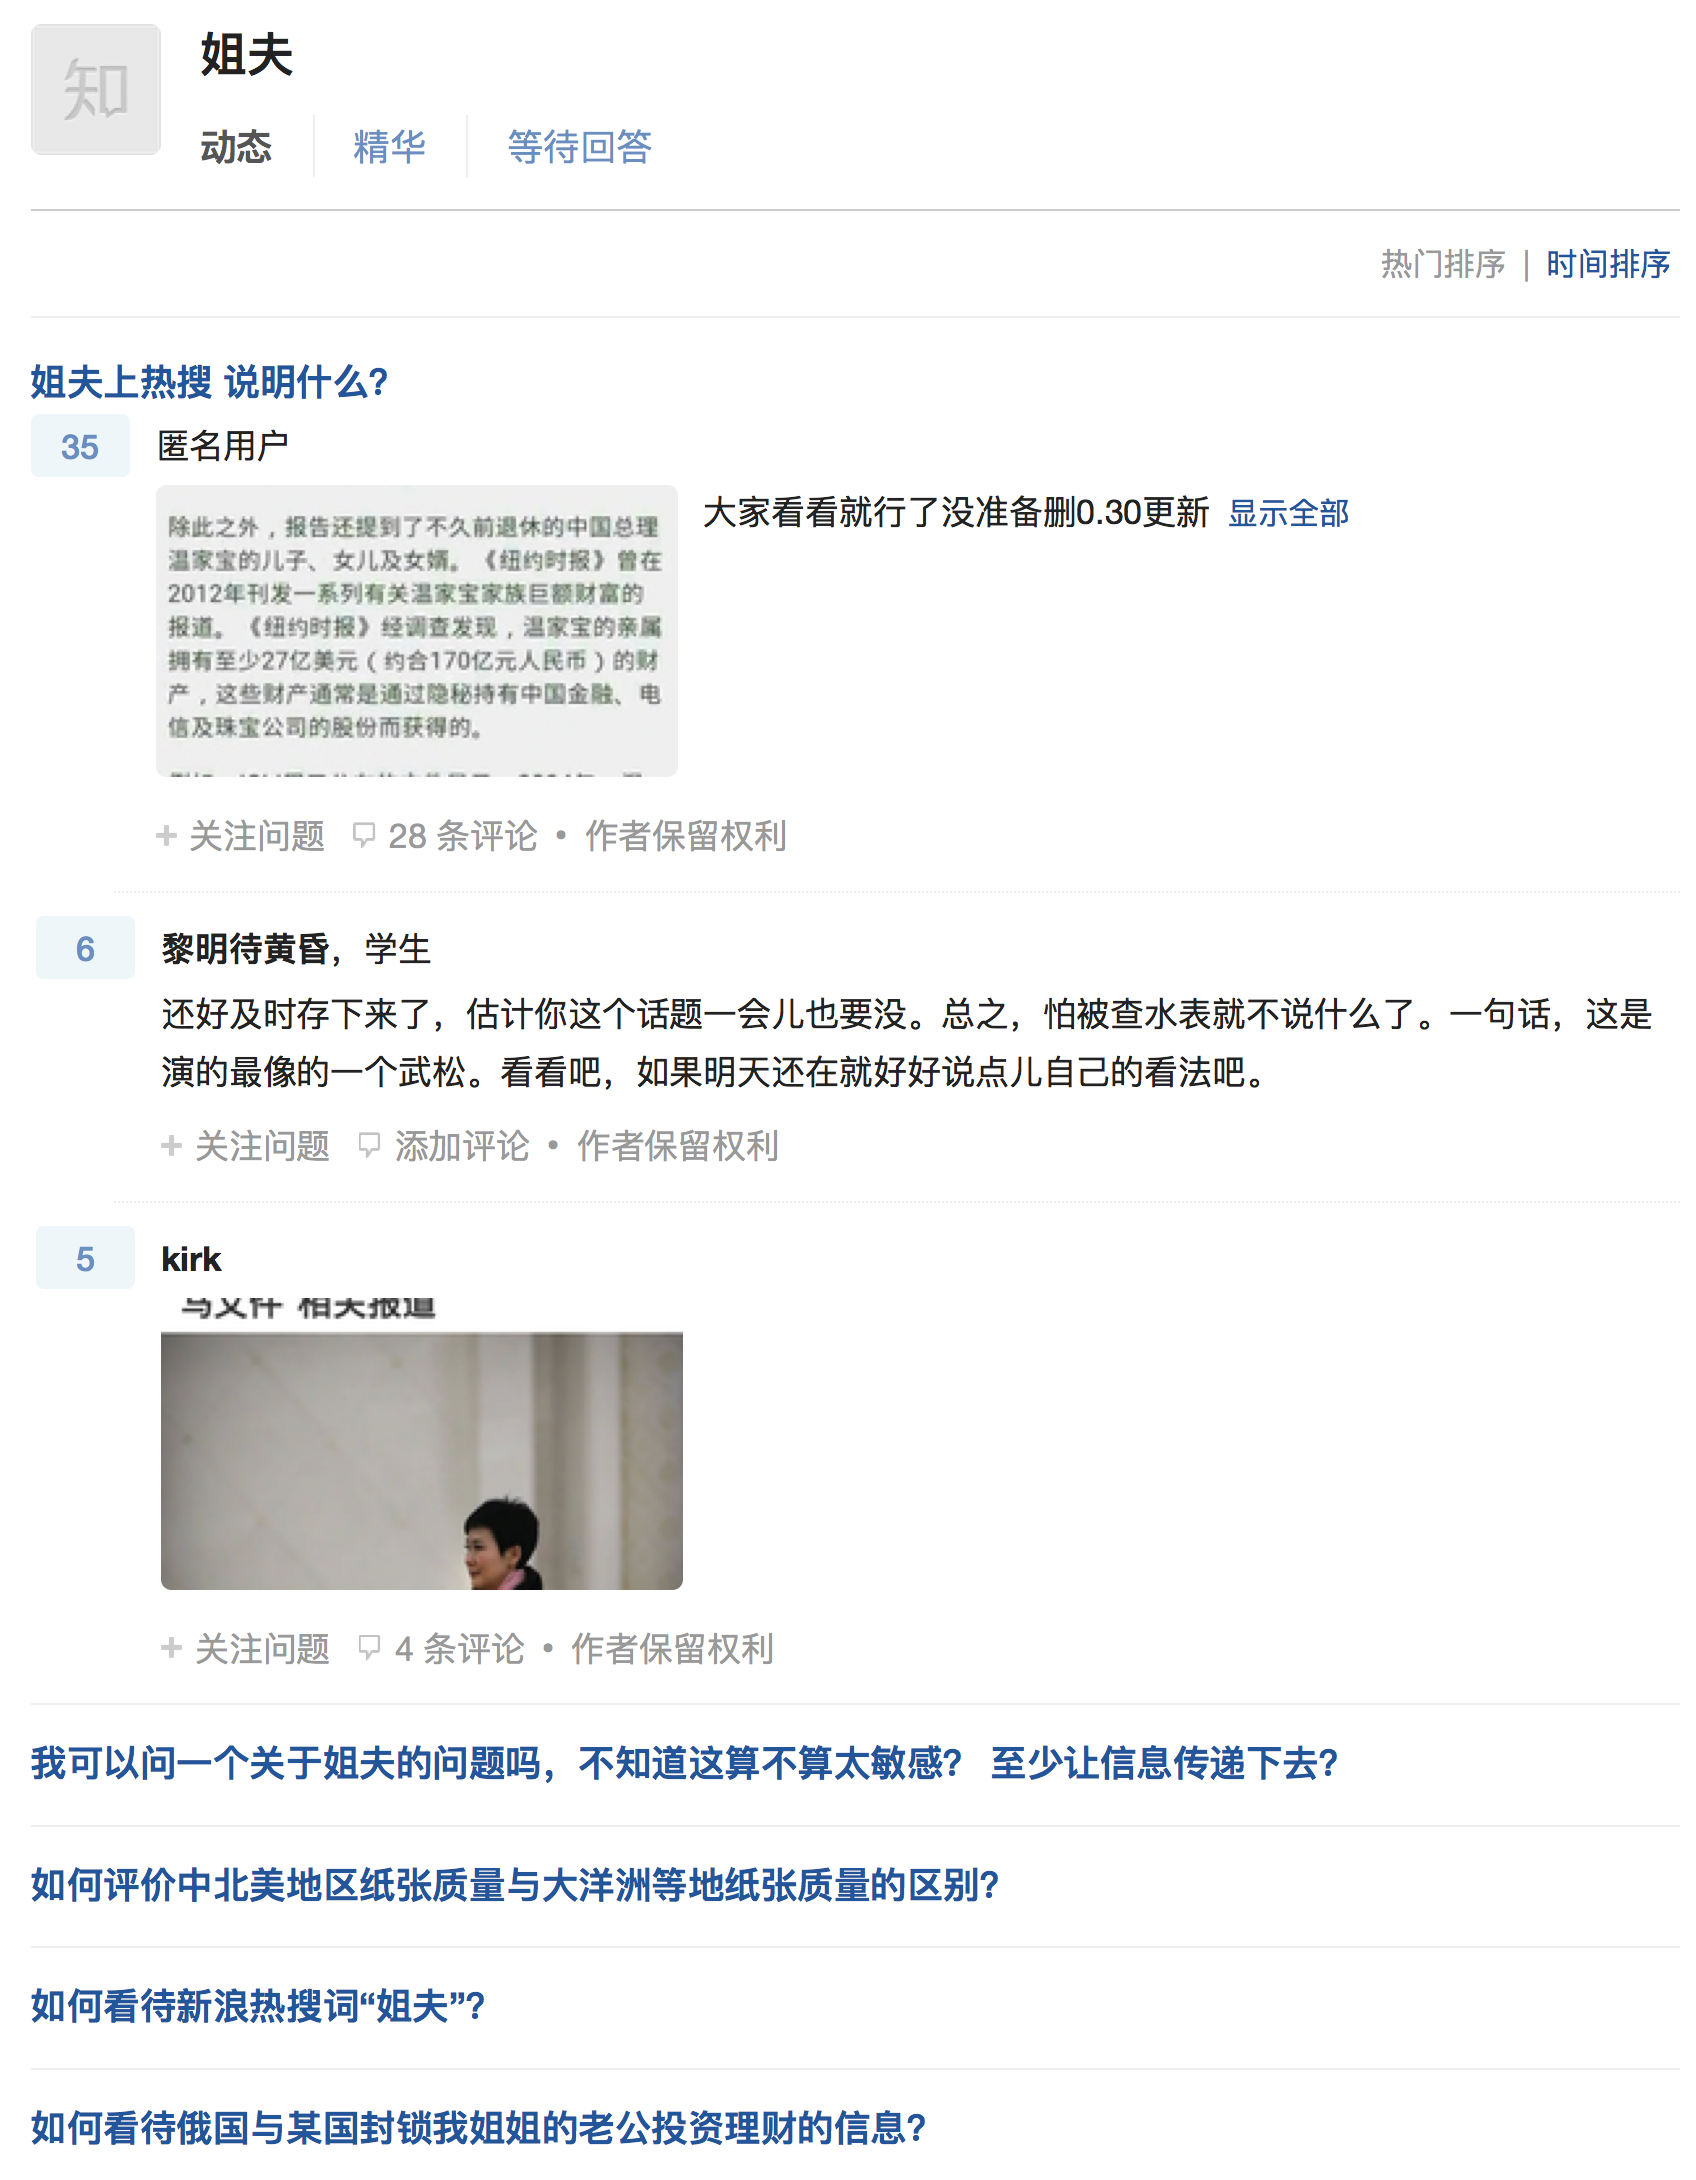 知
姐夫
动态
精华
等待回答
热门排序 | 时间排序
姐夫上热搜 说明什么?
35
匿名用户
除此之外，报告还提到了不久前退休的中国总理
温家宝的儿子、女儿及女婿。《纽约时报》曾在
2012年刊发一系列有关温家宝家族巨额财富的
报道。《纽约时报》经调查发现，温家宝的亲属
拥有至少27亿美元（约合170亿元人民币）的财
产，这些财产通常是通过隐秘持有中国金融、电
信及珠宝公司的股份而获得的。
大家看看就行了没准备删0.30更新 显示全部
+ 关注问题 28 条评论 • 作者保留权利
6
黎明待黄昏，学生
还好及时存下来了，估计你这个话题一会儿也要没。总之，怕被查水表就不说什么了。一句话，这是
演的最像的一个武松。看看吧，如果明天还在就好好说点儿自己的看法吧。
+ 关注问题 添加评论 • 作者保留权利
5
kirk
马文件 相关报道
+ 关注问题 4 条评论 • 作者保留权利
我可以问一个关于姐夫的问题吗，不知道这算不算太敏感? 至少让信息传递下去?
如何评价中北美地区纸张质量与大洋洲等地纸张质量的区别?
如何看待新浪热搜词“姐夫”?
如何看待俄国与某国封锁我姐姐的老公投资理财的信息?